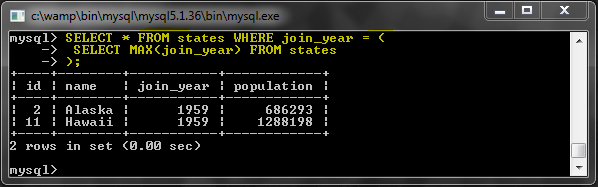 c:\wamp\bin\mysql\mysql5.1.36\bin\mysql.exe
mysql> SELECT * FROM states WHERE join_year = (
    ->  SELECT MAX(join_year) FROM states
    -> );
+----+--------+-----------+------------+
| id | name   | join_year | population |
+----+--------+-----------+------------+
|  2 | Alaska |      1959 |     686293 |
| 11 | Hawaii |      1959 |    1288198 |
+----+--------+-----------+------------+
2 rows in set (0.00 sec)
mysql>